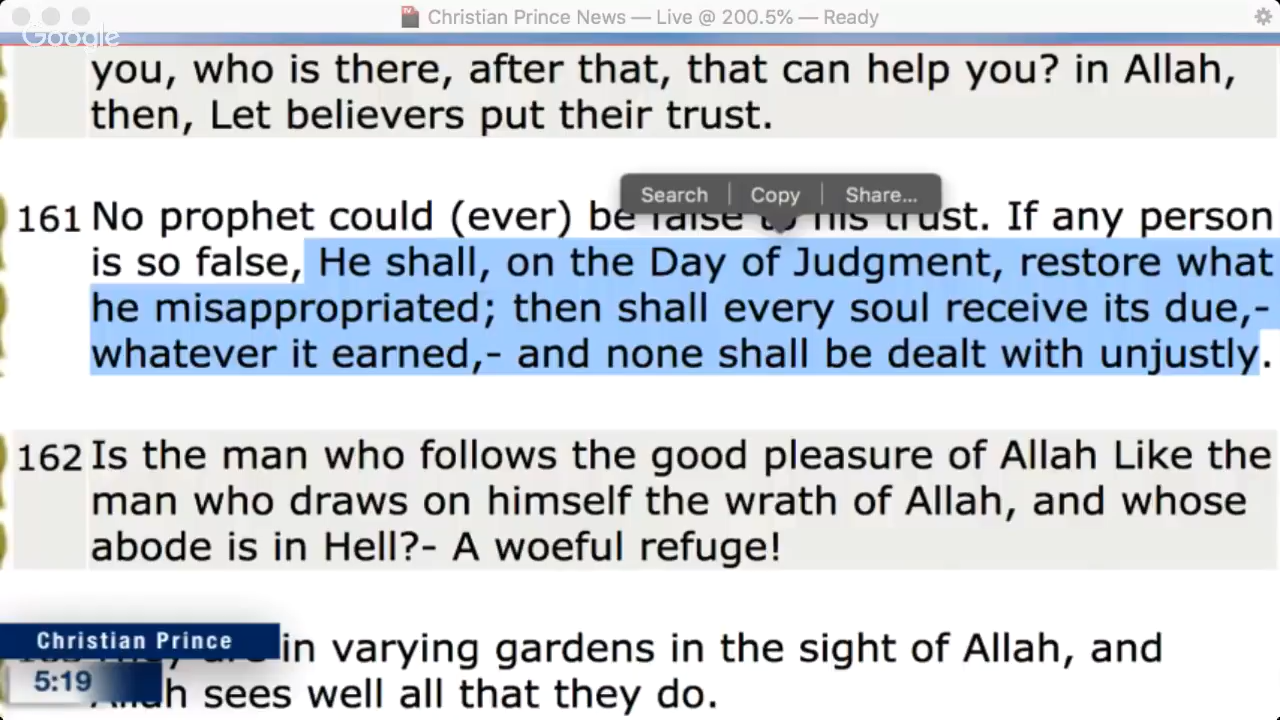 Christian Prince News — Live @ 200.5% — Ready
Google
you, who is there, after that, that can help you? in Allah,
then, Let believers put their trust.
Search Copy Share...
161 No prophet could (ever) be false to his trust. If any person
is so false, He shall, on the Day of Judgment, restore what
he misappropriated; then shall every soul receive its due,-
whatever it earned,- and none shall be dealt with unjustly.
162 Is the man who follows the good pleasure of Allah Like the
man who draws on himself the wrath of Allah, and whose
abode is in Hell?- A woeful refuge!
Christian Prince
in varying gardens in the sight of Allah, and
5:19
sees well all that they do.